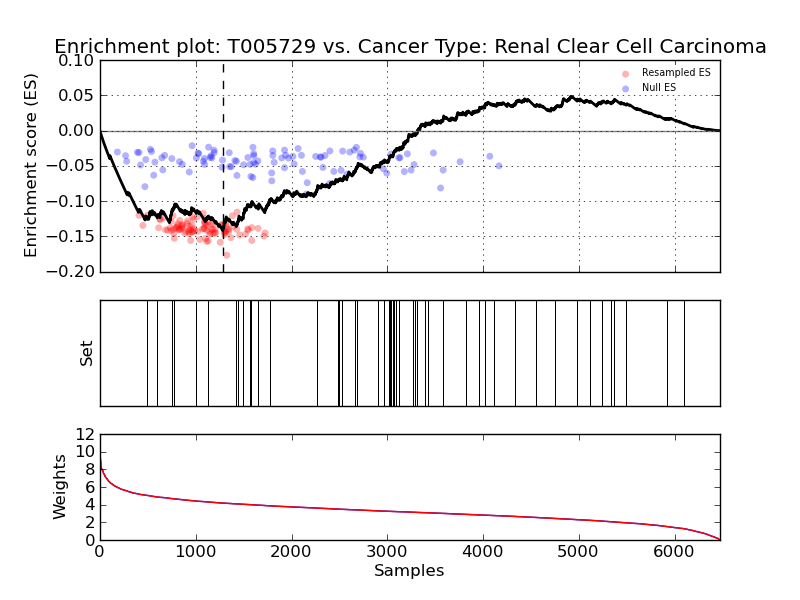 Enrichment plot: T005729 vs. Cancer Type: Renal Clear Cell Carcinoma
Enrichment score (ES)
0.10
0.05
0.00
−0.05
−0.10
−0.15
−0.20
Resampled ES
Null ES
Set
Weights
12
10
8
6
4
2
0
0 1000 2000 3000 4000 5000 6000
Samples